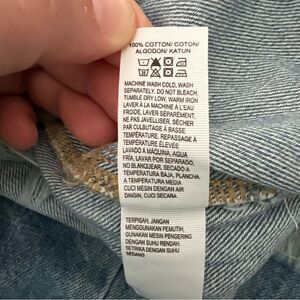 100% COTTON/ COTON/
ALGODON/ KATUN
MACHINE WASH COLD, WASH
SEPARATELY. DO NOT BLEACH,
TUMBLE DRY LOW, WARM IRON
LAVER À LA MACHINE À L'EAU
FROIDE, LAVER SÉPARÉMENT,
NE PAS JAVELLISER, SÉCHER
PAR CULBUTAGE À BASSE
TEMPÉRATURE, REPASSAGE À
TEMPÉRATURE ÉLEVÉE
LAVADO À MÁQUINA, AGUA
FRÍA, LAVAR POR SEPARADO,
NO BLANQUEAR, SECADORA
A TEMPERATURA BAJA, PLANCHA
A TEMPERATURA MEDIA
CUCI MESIN DENGAN AIR
DINGIN, CUCI SECARA
TERPISAH, JANGAN
MENGGUNAKAN PEMUTIH,
GUNAKAN MESIN PENGERING
DENGAN SUHU RENDAH.
SETRIKA DENGAN SUHU
SEDANG